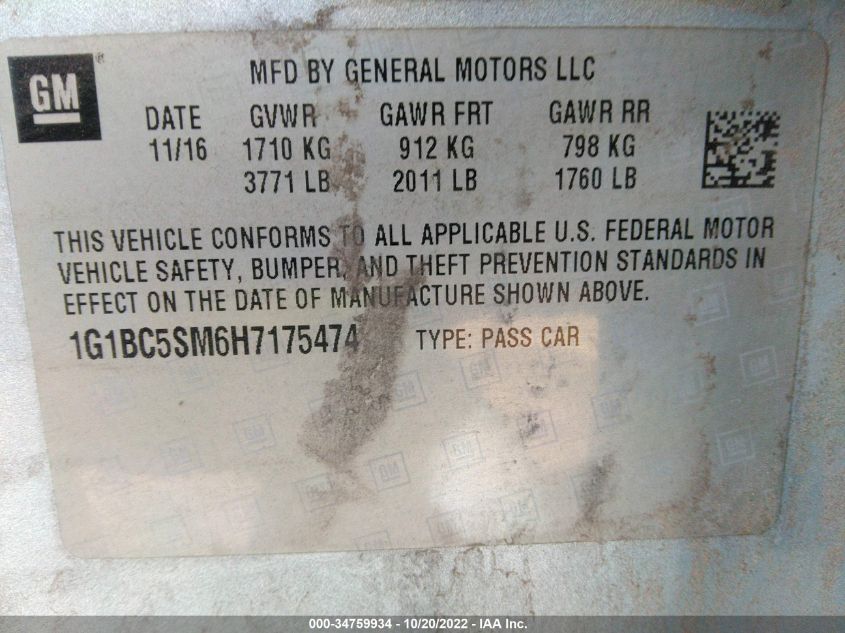 GM
MFD BY GENERAL MOTORS LLC
DATE GVWR GAWR FRT GAWR RR
11/16 1710 KG 912 KG 798 KG
3771 LB 2011 LB 1760 LB
THIS VEHICLE CONFORMS TO ALL APPLICABLE U.S. FEDERAL MOTOR
VEHICLE SAFETY, BUMPER, AND THEFT PREVENTION STANDARDS IN
EFFECT ON THE DATE OF MANUFACTURE SHOWN ABOVE.
1G1BC5SM6H7175474 TYPE: PASS CAR
000-34759934 - 10/20/2022 - IAA Inc.